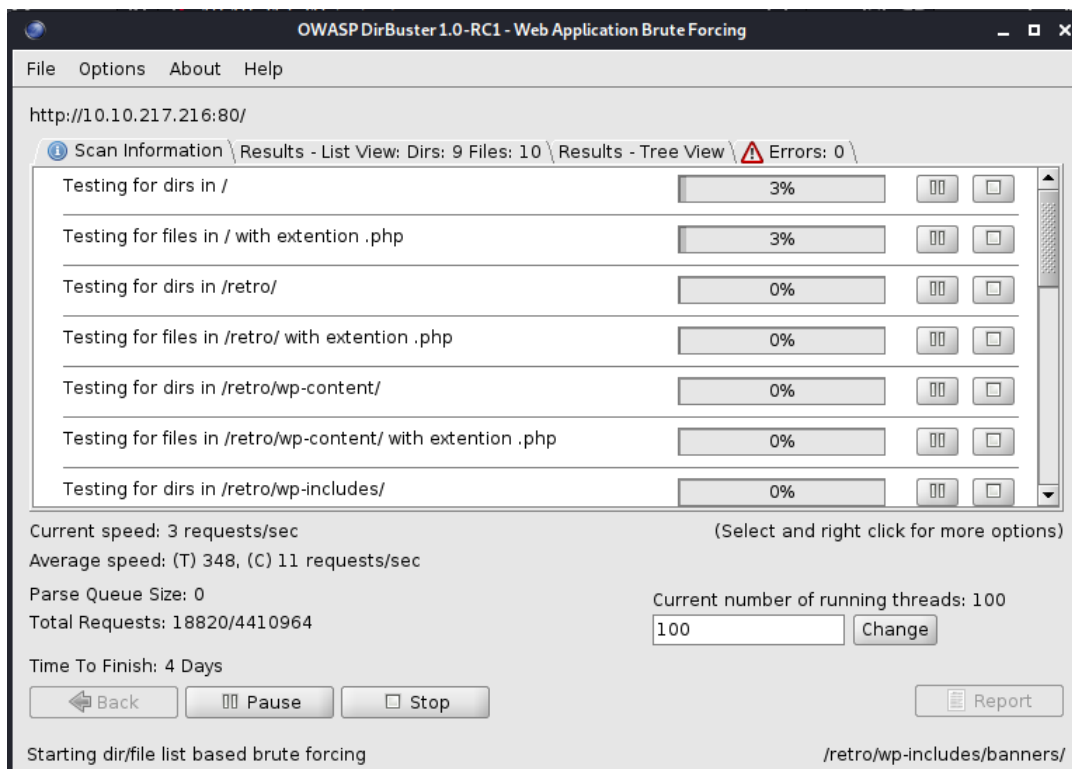 OWASP DirBuster 1.0-RC1 - Web Application Brute Forcing
File Options About Help
http://10.10.217.216:80/
Scan Information Results - List View: Dirs: 9 Files: 10 Results - Tree View Errors: 0
Testing for dirs in / 3%
Testing for files in / with extention .php 3%
Testing for dirs in /retro/ 0%
Testing for files in /retro/ with extention .php 0%
Testing for dirs in /retro/wp-content/ 0%
Testing for files in /retro/wp-content/ with extention .php 0%
Testing for dirs in /retro/wp-includes/ 0%
Current speed: 3 requests/sec (Select and right click for more options)
Average speed: (T) 348, (C) 11 requests/sec
Parse Queue Size: 0
Current number of running threads: 100
Total Requests: 18820/4410964
100 Change
Time To Finish: 4 Days
Back Pause Stop Report
Starting dir/file list based brute forcing /retro/wp-includes/banners/